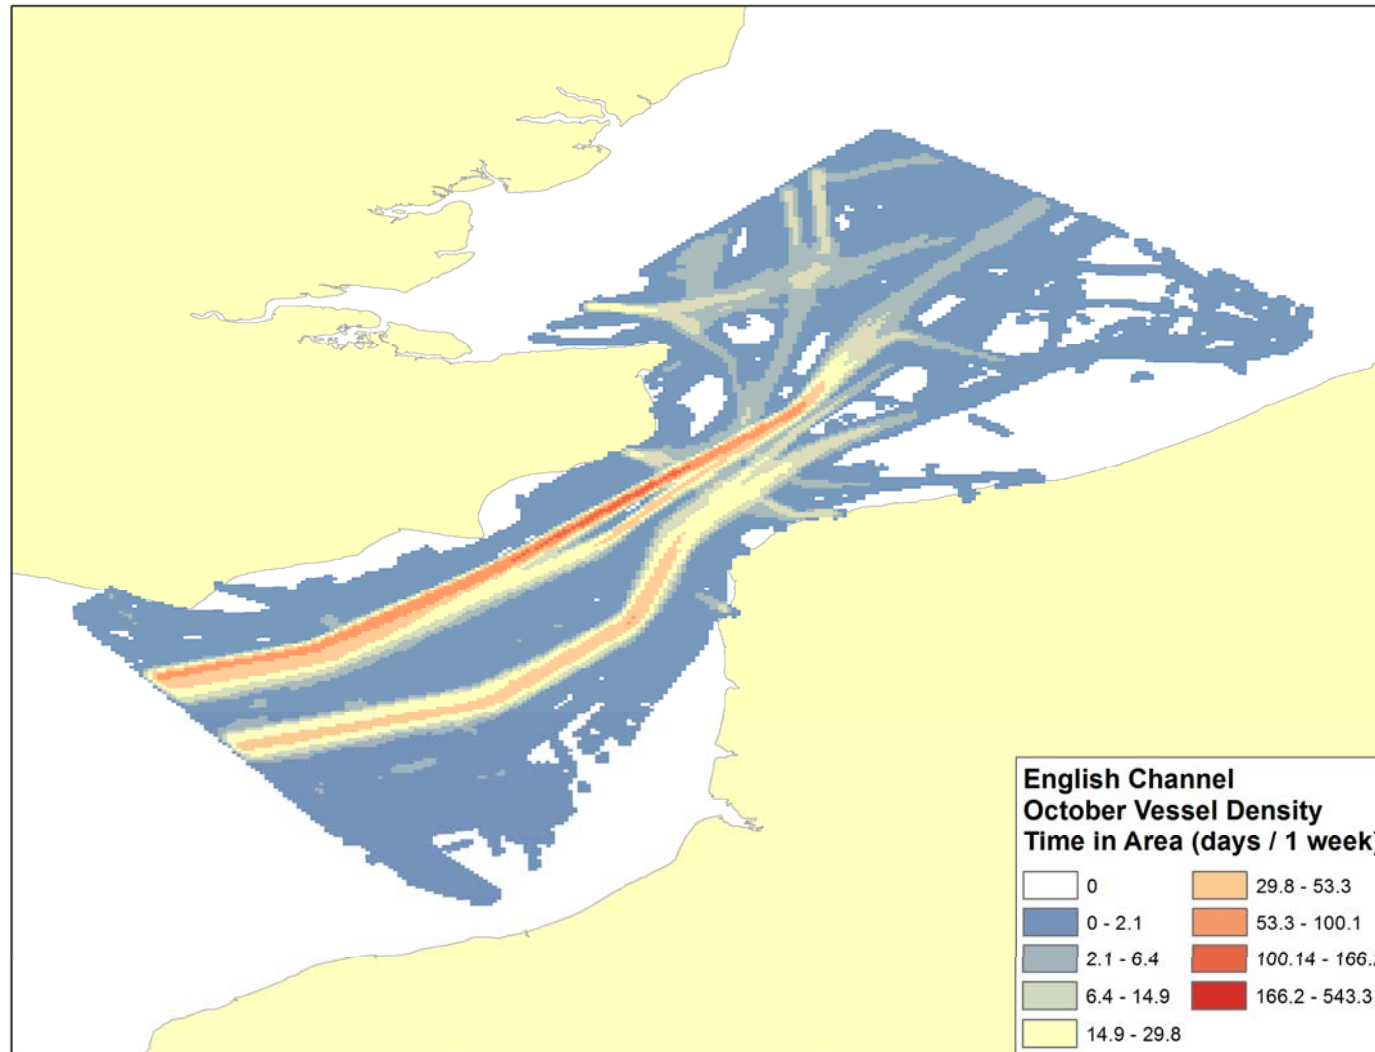 English Channel
October Vessel Density
Time in Area (days / 1 week)
0
0 - 2.1
2.1 - 6.4
6.4 - 14.9
14.9 - 29.8
29.8 - 53.3
53.3 - 100.1
100.14 - 166.
166.2 - 543.3